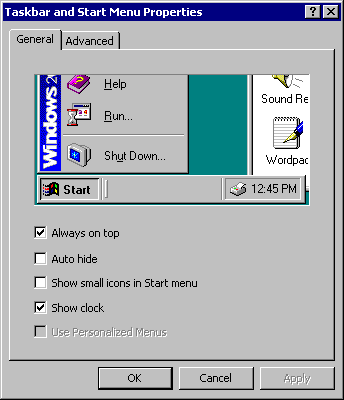 Taskbar and Start Menu Properties
General
Advanced
Windows 2
Help
Run...
Shut Down...
Sound Re
Wordpad
Start
12:45 PM
Always on top
Auto hide
Show small icons in Start menu
Show clock
Use Personalized Menus
OK
Cancel
Apply